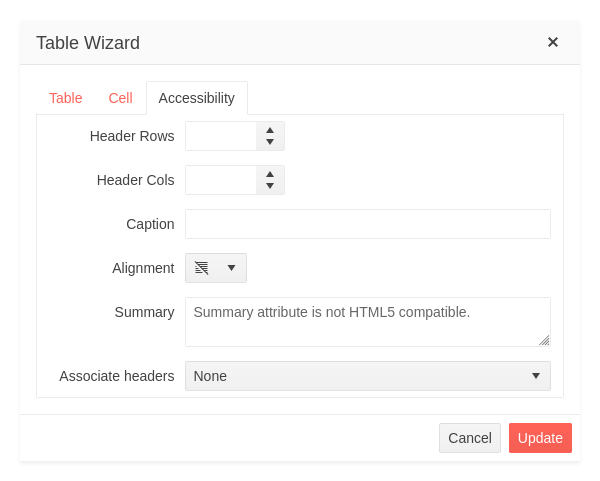 Table Wizard
Table Cell Accessibility
Header Rows
Header Cols
Caption
Alignment
Summary Summary attribute is not HTML5 compatible.
Associate headers None
Cancel Update